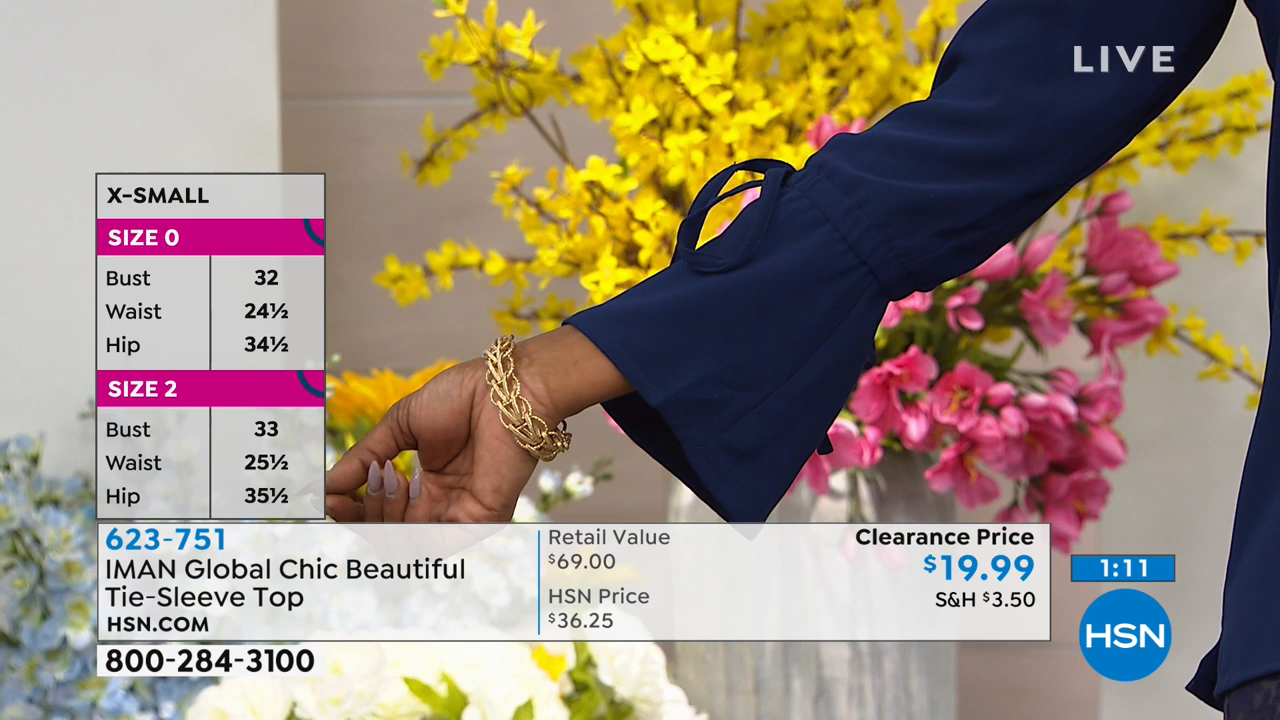 LIVE
X-SMALL
SIZE 0
Bust 32
Waist 24½
Hip 34½
SIZE 2
Bust 33
Waist 25½
Hip 35½
623-751
IMAN Global Chic Beautiful
Tie-Sleeve Top
HSN.COM
Retail Value
$69.00
HSN Price
$36.25
Clearance Price
$19.99
S&H $3.50
1:11
HSN
800-284-3100